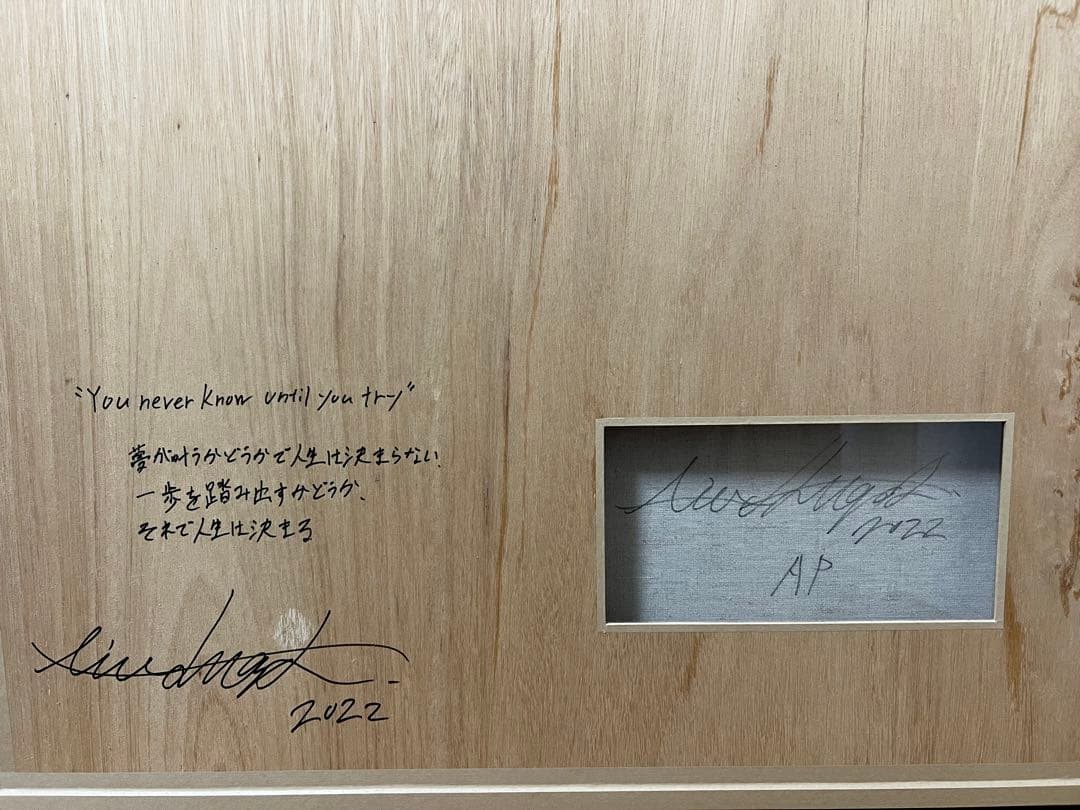 "You never know until you try"
夢が叶うかどうかで人生は決まらない、
一歩を踏み出すかどうか、
それで人生は決まる
2022
2022
AP